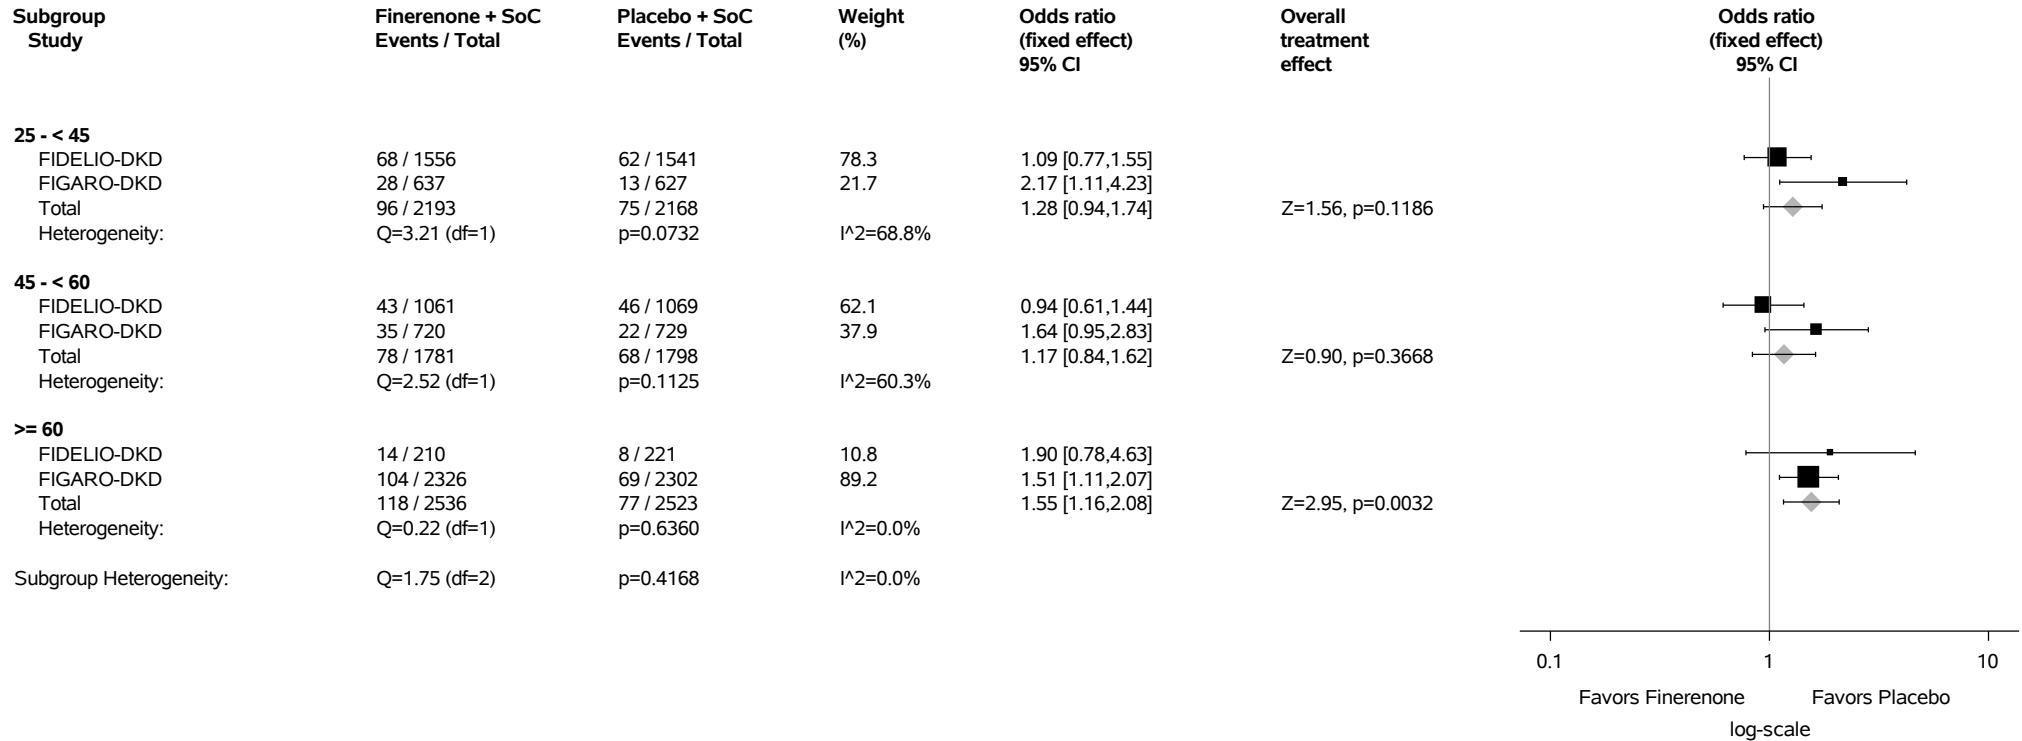 Subgroup Finerenone + SoC Placebo + SoC Weight Odds ratio Overall Odds ratio
Study Events / Total Events / Total (%) (fixed effect) treatment (fixed effect)
95% CI effect 95% CI
25 - < 45
FIDELIO-DKD 68 / 1556 62 / 1541 78.3 1.09 [0.77,1.55]
FIGARO-DKD 28 / 637 13 / 627 21.7 2.17 [1.11,4.23]
Total 96 / 2193 75 / 2168 1.28 [0.94,1.74] Z=1.56, p=0.1186
Heterogeneity: Q=3.21 (df=1) p=0.0732 I^2=68.8%
45 - < 60
FIDELIO-DKD 43 / 1061 46 / 1069 62.1 0.94 [0.61,1.44]
FIGARO-DKD 35 / 720 22 / 729 37.9 1.64 [0.95,2.83]
Total 78 / 1781 68 / 1798 1.17 [0.84,1.62] Z=0.90, p=0.3668
Heterogeneity: Q=2.52 (df=1) p=0.1125 I^2=60.3%
>= 60
FIDELIO-DKD 14 / 210 8 / 221 10.8 1.90 [0.78,4.63]
FIGARO-DKD 104 / 2326 69 / 2302 89.2 1.51 [1.11,2.07]
Total 118 / 2536 77 / 2523 1.55 [1.16,2.08] Z=2.95, p=0.0032
Heterogeneity: Q=0.22 (df=1) p=0.6360 I^2=0.0%
Subgroup Heterogeneity: Q=1.75 (df=2) p=0.4168 I^2=0.0%
0.1 1 10
Favors Finerenone Favors Placebo
log-scale